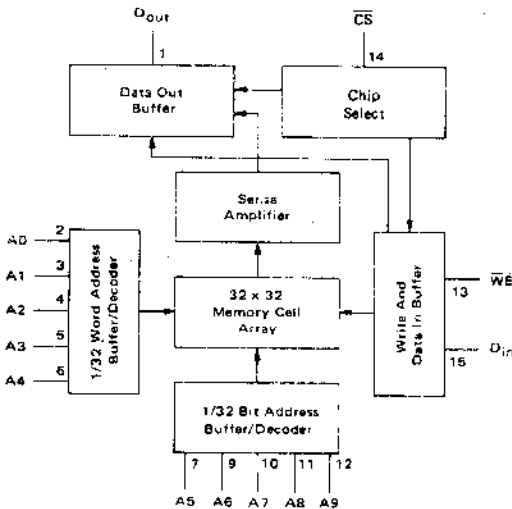 Dout
CS
1
14
Data Out
Buffer
Chip
Select
Sense
Amplifier
A0
2
A1
3
A2
4
A3
5
A4
6
1/32 Word Address
Buffer/Decoder
32 x 32
Memory Cell
Array
Write And
Data In Buffer
WE
13
Din
15
1/32 Bit Address
Buffer/Decoder
7
9
10
11
12
A5
A6
A7
A8
A9